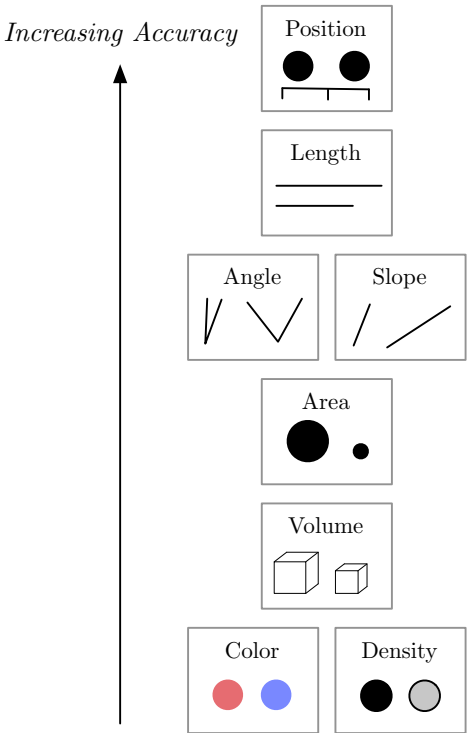 Increasing Accuracy
Position
Length
Angle
Slope
Area
Volume
Color
Density